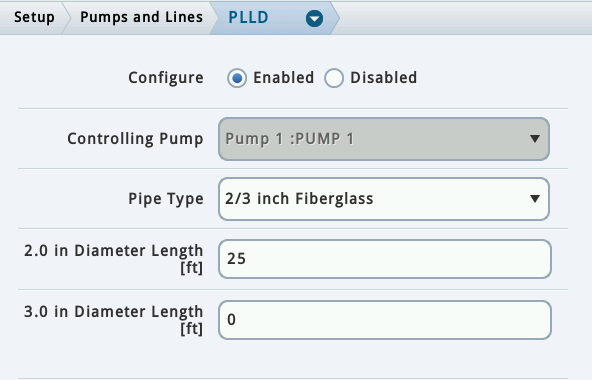 Setup Pumps and Lines PLLD
Configure Enabled Disabled
Controlling Pump Pump 1 :PUMP 1
Pipe Type 2/3 inch Fiberglass
2.0 in Diameter Length
[ft] 25
3.0 in Diameter Length
[ft] 0